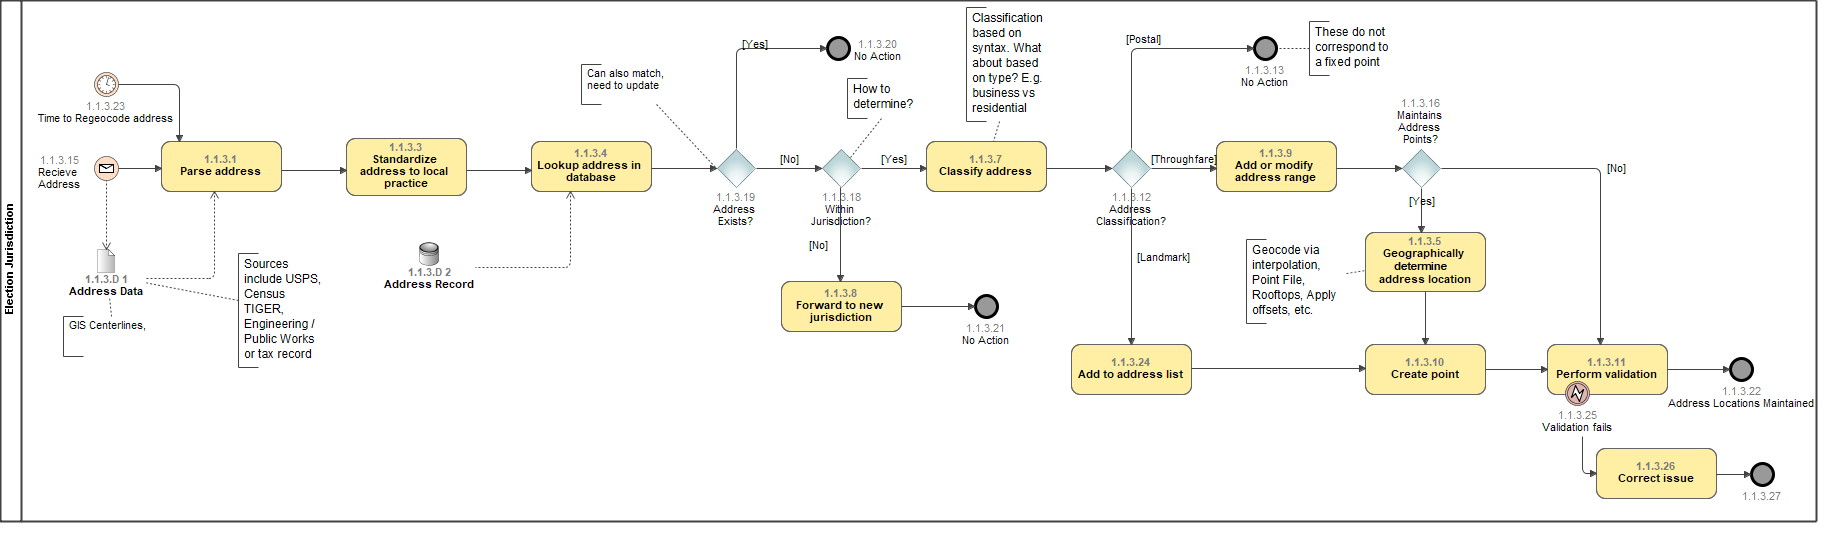 Election Jurisdiction
1.1.3.23
Time to Regeocode address
1.1.3.15
Recieve
Address
1.1.3.1
Parse address
1.1.3.D 1
Address Data
GIS Centerlines,
Sources
include USPS,
Census
TIGER,
Engineering /
Public Works
or tax record
1.1.3.3
Standardize
address to local
practice
1.1.3.D 2
Address Record
1.1.3.4
Lookup address in
database
Can also match,
need to update
1.1.3.19
Address
Exists?
[Yes]
1.1.3.20
No Action
[No]
How to
determine?
1.1.3.18
Within
Jurisdiction?
[No]
1.1.3.8
Forward to new
jurisdiction
1.1.3.21
No Action
[Yes]
Classification
based on
syntax. What
about based
on type? E.g.
business vs
residential
1.1.3.7
Classify address
1.1.3.12
Address
Classification?
[Postal]
1.1.3.13
No Action
These do not
correspond to
a fixed point
[Throughfare]
1.1.3.9
Add or modify
address range
[Landmark]
1.1.3.24
Add to address list
1.1.3.16
Maintains
Address
Points?
[No]
[Yes]
1.1.3.5
Geographically
determine
address location
Geocode via
interpolation,
Point File,
Rooftops, Apply
offsets, etc.
1.1.3.10
Create point
1.1.3.11
Perform validation
1.1.3.22
Address Locations Maintained
1.1.3.25
Validation fails
1.1.3.26
Correct issue
1.1.3.27